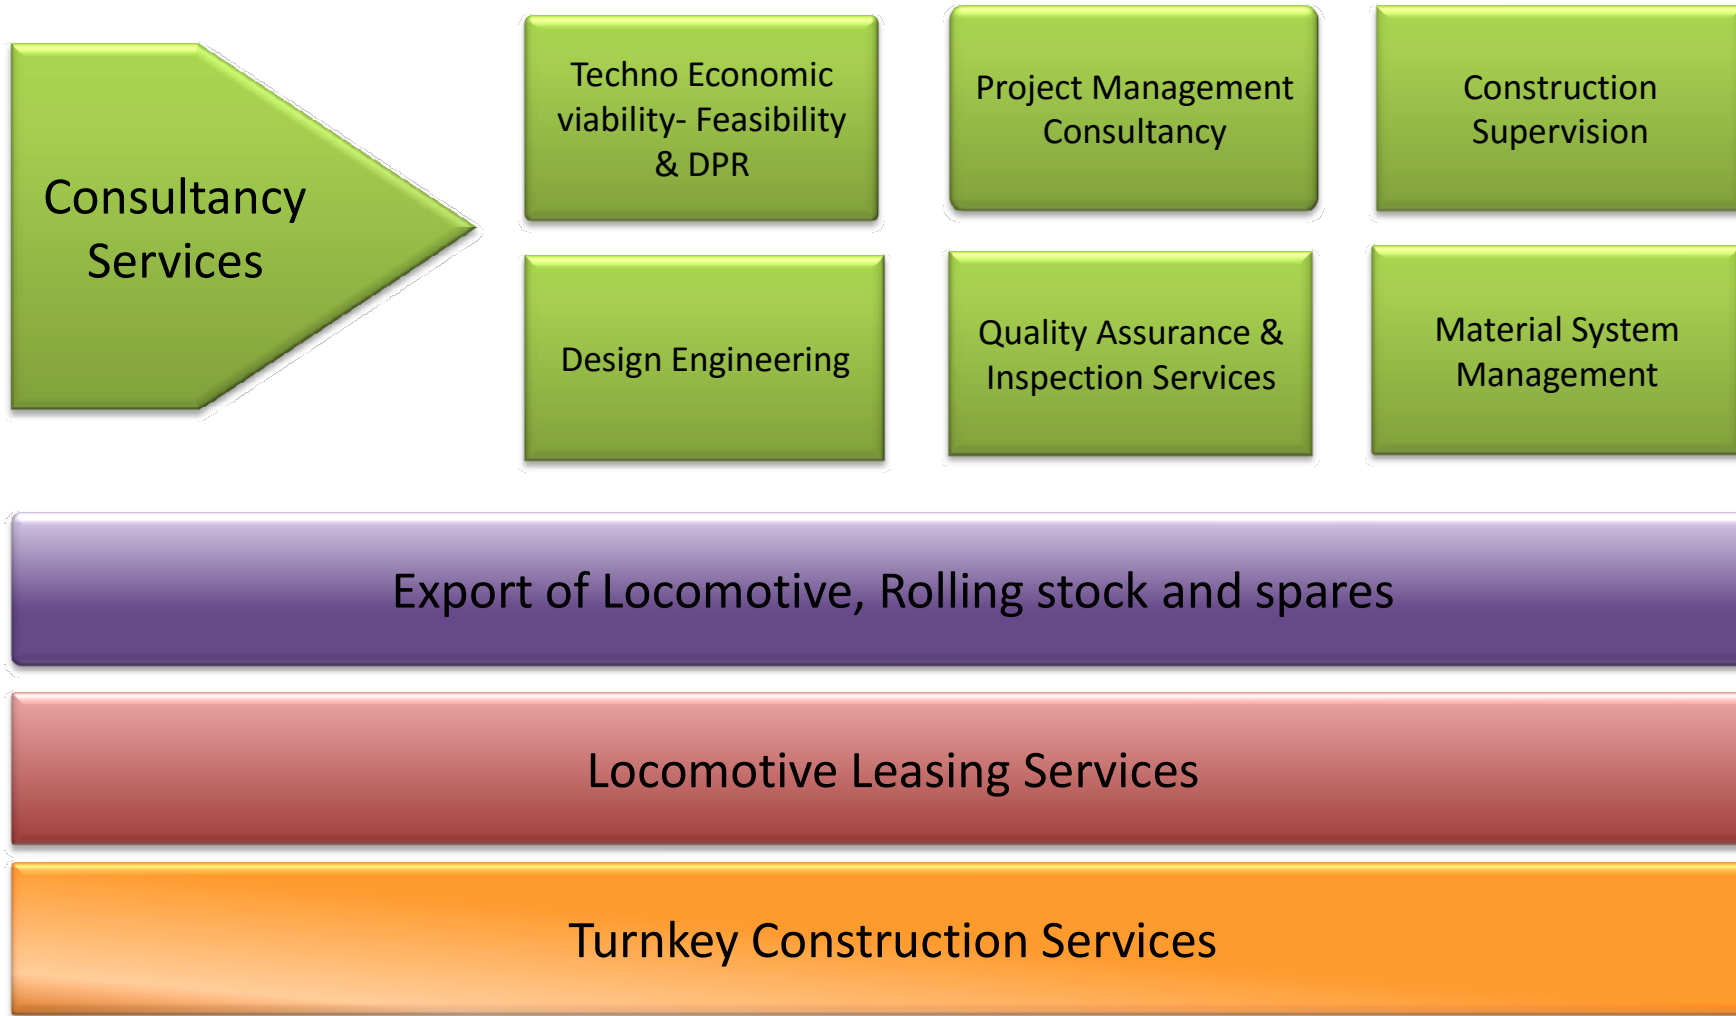 Consultancy
Services
Techno Economic
viability- Feasibility
& DPR
Project Management
Consultancy
Construction
Supervision
Design Engineering
Quality Assurance &
Inspection Services
Material System
Management
Export of Locomotive, Rolling stock and spares
Locomotive Leasing Services
Turnkey Construction Services